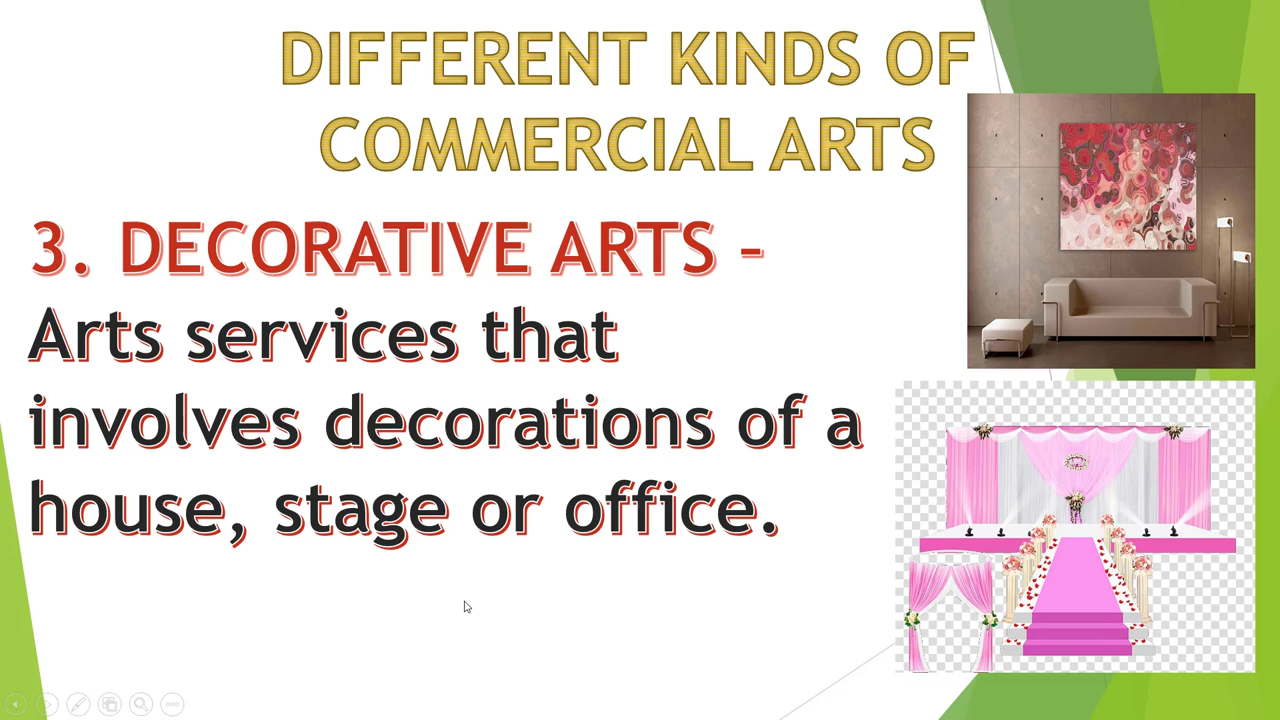 DIFFERENT KINDS OF
COMMERCIAL ARTS
3. DECORATIVE ARTS -
Arts services that
involves decorations of a
house, stage or office.